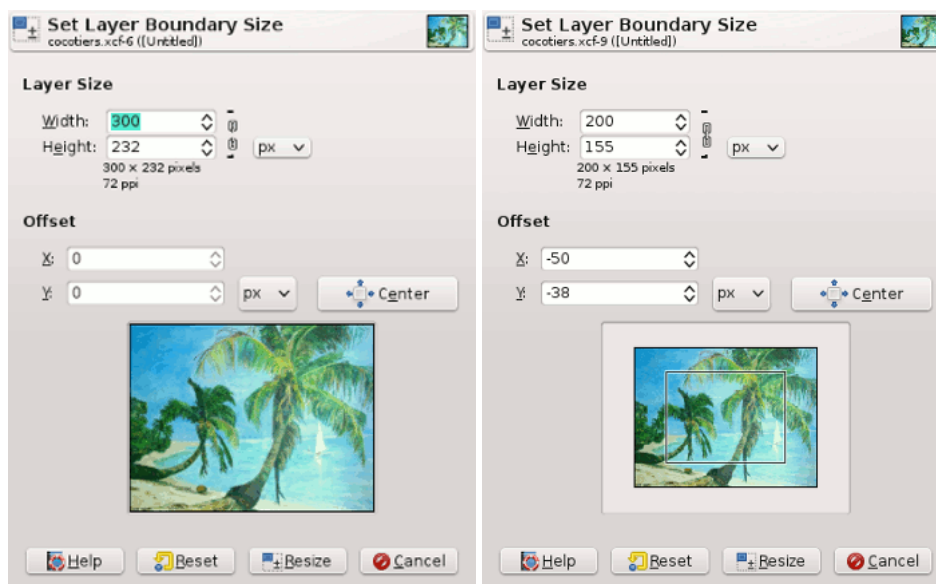 Set Layer Boundary Size
cocotiers.xcf-6 ([Untitled])
Layer Size
Width: 300
Height: 232
px
300 × 232 pixels
72 ppi
Offset
X: 0
Y: 0
px
Center
Help
Reset
Resize
Cancel
Set Layer Boundary Size
cocotiers.xcf-9 ([Untitled])
Layer Size
Width: 200
Height: 155
px
200 × 155 pixels
72 ppi
Offset
X: -50
Y: -38
px
Center
Help
Reset
Resize
Cancel